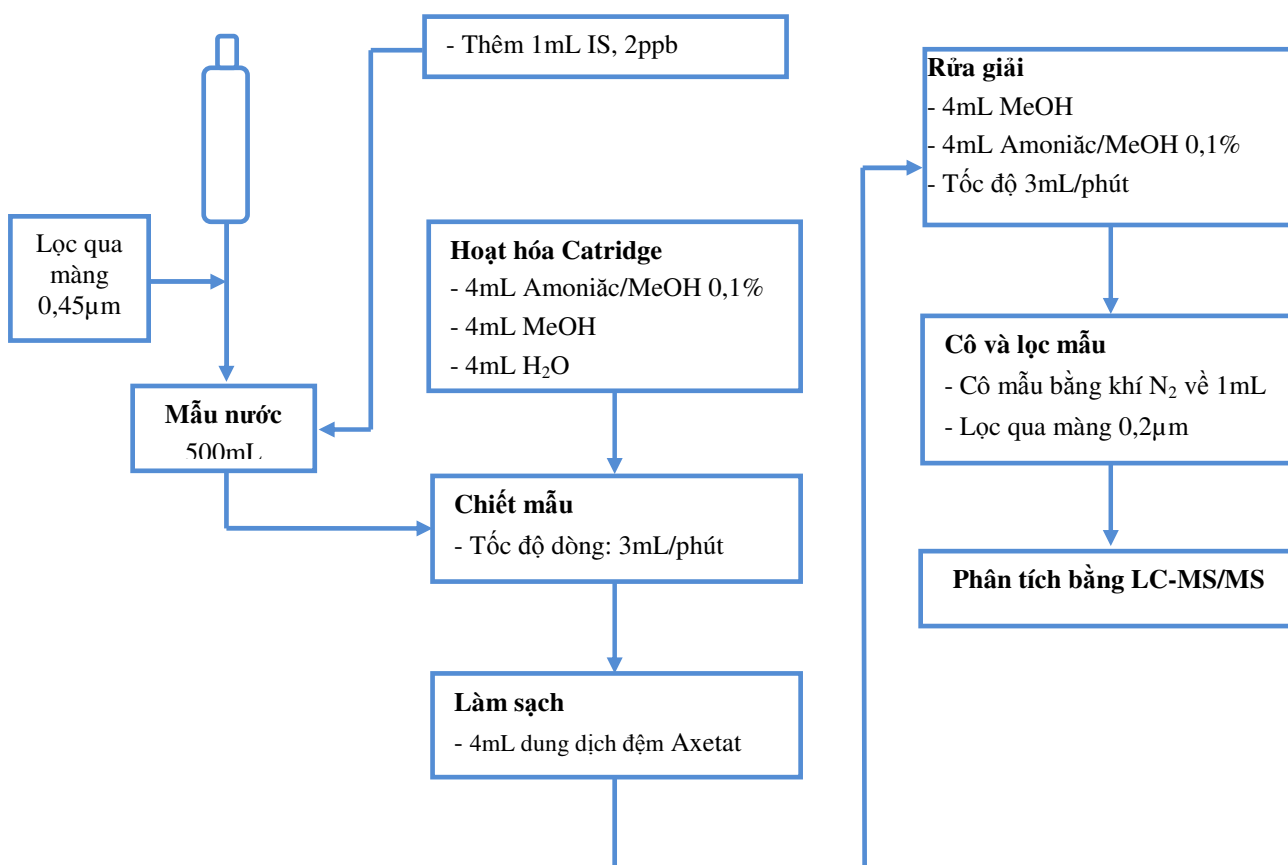 - Thêm 1mL IS, 2ppb
Lọc qua
màng
0,45µm
Mẫu nước
500mL
Hoạt hóa Catridge
- 4mL Amoniăc/MeOH 0,1%
- 4mL MeOH
- 4mL H₂O
Chiết mẫu
- Tốc độ dòng: 3mL/phút
Làm sạch
- 4mL dung dịch đệm Axetat
Rửa giải
- 4mL MeOH
- 4mL Amoniăc/MeOH 0,1%
- Tốc độ 3mL/phút
Cô và lọc mẫu
- Cô mẫu bằng khí N₂ về 1mL
- Lọc qua màng 0,2µm
Phân tích bằng LC-MS/MS